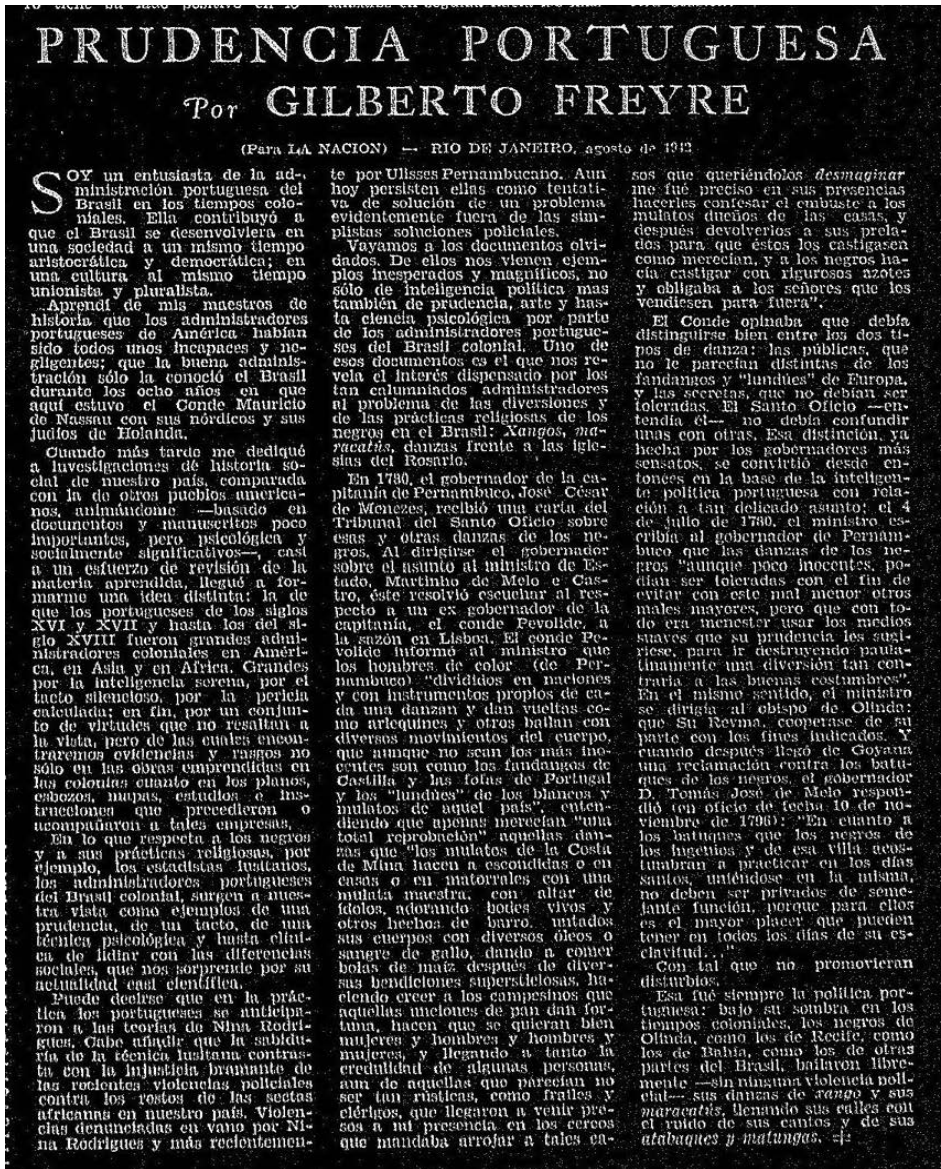 PRUDENCIA PORTUGUESA
Por GILBERTO FREYRE
(Para LA NACION) — RIO DE JANEIRO, agosto de 1942
SOY un entusiasta de la ad-
ministración portuguesa del
Brasil en los tiempos colo-
niales. Ella contribuyó a
que el Brasil se desenvolviera en
una sociedad a un mismo tiempo
aristocrática y democrática; en
una cultura al mismo tiempo
unionista y pluralista.
Aprendí de mis maestros de
historia que los administradores
portugueses de América habían
sido todos unos incapaces y ne-
gligentes; que la buena adminis-
tración sólo la conoció el Brasil
durante los ocho años en que
aquí estuvo el Conde Mauricio
de Nassau con sus nórdicos y sus
judíos de Holanda.
Cuando más tarde me dediqué
a investigaciones de historia so-
cial de nuestro país, comparada
con la de otros pueblos america-
nos, animándome —basado en
documentos y manuscritos poco
importantes, pero psicológica y
socialmente significativos—, casi
a un esfuerzo de revisión de la
materia aprendida, llegué a for-
marme una idea distinta: la de
que los portugueses de los siglos
XVI y XVII y hasta los del si-
glo XVIII fueron grandes admi-
nistradores coloniales en Améri-
ca, en Asia y en Africa. Grandes
por la inteligencia serena, por el
tacto silencioso, por la pericia
calculada; en fin, por un conjun-
to de virtudes que no resaltan a
la vista, pero de las cuales encon-
traremos evidencias y rasgos no
sólo en las obras emprendidas en
las colonias cuanto en los planos,
esbozos, mapas, estudios e ins-
trucciones que precedieron o
acompañaron a tales empresas.
En lo que respecta a los negros
y a sus prácticas religiosas, por
ejemplo, los estadistas lusitanos,
los administradores portugueses
del Brasil colonial, surgen a nues-
tra vista como ejemplos de una
prudencia, de un tacto, de una
técnica psicológica y hasta clíni-
ca de lidiar con las diferencias
sociales, que nos sorprende por su
actualidad casi científica.
Puede decirse que en la prác-
tica los portugueses se anticipa-
ron a las teorías de Nina Rodri-
gues. Cabe añadir que la sabidu-
ría de la técnica lusitana contras-
ta con la injusticia bramante de
las recientes violencias policiales
contra los restos de las sectas
africanas en nuestro país. Violen-
cias denunciadas en vano por Ni-
na Rodrigues y más recientemen-
te por Ulisses Pernambucano. Aun
hoy persisten ellas como tentati-
va de solución de un problema
evidentemente fuera de las sim-
plistas soluciones policiales.
Vayamos a los documentos olvi-
dados. De ellos nos vienen ejem-
plos inesperados y magníficos, no
sólo de inteligencia política mas
también de prudencia, arte y has-
ta ciencia psicológica por parte
de los administradores portugue-
ses del Brasil colonial. Uno de
esos documentos es el que nos re-
vela el interés dispensado por los
tan calumniados administradores
al problema de las diversiones y
de las prácticas religiosas de los
negros en el Brasil: Xangos, ma-
racatús, danzas frente a las igle-
sias del Rosario.
En 1780, el gobernador de la ca-
pitanía de Pernambuco, José César
de Menezes, recibió una carta del
Tribunal del Santo Oficio sobre
esas y otras danzas de los ne-
gros. Al dirigirse el gobernador
sobre el asunto al ministro de Es-
tado, Martinho de Melo e Cas-
tro, éste resolvió escuchar al res-
pecto a un ex gobernador de la
capitanía, el conde Pevolide, a
la sazón en Lisboa. El conde Pe-
volide informó al ministro que
los hombres de color (de Per-
nambuco) "divididos en naciones
y con instrumentos propios de ca-
da una danzan y dan vueltas co-
mo arlequines y otros bailan con
diversos movimientos del cuerpo,
que aunque no sean los más ino-
centes son como los fandangos de
Castilla y las fofas de Portugal
y los "lundúes" de los blancos y
mulatos de aquel país", enten-
diendo que apenas merecían "una
total reprobación" aquellas dan-
zas que "los mulatos de la Costa
de Mina hacen a escondidas o en
casas o en matorrales con una
mulata maestra, con altar de
ídolos, adorando bodes vivos y
otros hechos de barro, untados
sus cuerpos con diversos óleos o
sangre de gallo, dando a comer
bolas de maíz después de diver-
sas bendiciones supersticiosas, ha-
ciendo creer a los campesinos que
aquellas unciones de pan dan for-
tuna, hacen que se quieran bien
mujeres y hombres y hombres y
mujeres, y llegando a tanto la
credulidad de algunas personas,
aun de aquellas que parecían no
ser tan rústicas, como frailes y
clérigos, que llegaron a venir pre-
sos a mi presencia en los cercos
que mandaba arrojar a tales ca-
sos que queriéndolos desmaginar
me fué preciso en sus presencias
hacerles confesar el embuste a los
mulatos dueños de las casas, y
después devolverlos a sus prela-
dos para que éstos los castigasen
como merecían, y a los negros ha-
cía castigar con rigurosos azotes
y obligaba a los señores que los
vendiesen para fuera".
El Conde opinaba que debía
distinguirse bien entre los dos ti-
pos de danza: las públicas, que
no le parecían distintas de los
fandangos y "lundúes" de Europa,
y las secretas, que no debían ser
toleradas. El Santo Oficio —en-
tendía él— no debía confundir
unas con otras. Esa distinción, ya
hecha por los gobernadores más
sensatos, se convirtió desde en-
tonces en la base de la inteligen-
te política portuguesa con rela-
ción a tan delicado asunto: el 4
de julio de 1780, el ministro es-
cribía al gobernador de Pernam-
buco que las danzas de los ne-
gros "aunque poco inocentes, po-
dían ser toleradas con el fin de
evitar con este mal menor otros
males mayores, pero que con to-
do era menester usar los medios
suaves que su prudencia les sugi-
riese, para ir destruyendo paula-
tinamente una diversión tan con-
traria a las buenas costumbres".
En el mismo sentido, el ministro
se dirigía al obispo de Olinda:
que Su Reyma. cooperase de su
parte con los fines indicados. Y
cuando después llegó de Goyana
una reclamación contra los batu-
ques de los negros, el gobernador
D. Tomás José de Melo respon-
dió (en oficio de fecha 10 de no-
viembre de 1796): "En cuanto a
los batuques que los negros de
los ingenios y de esa villa acos-
tumbran a practicar en los días
santos, uniéndose en la misma,
no deben ser privados de seme-
jante función, porque para ellos
es el mayor placer que pueden
tener en todos los días de su es-
clavitud..."
Con tal que no promovieran
disturbios.
Esa fué siempre la política por-
tuguesa: bajo su sombra en los
tiempos coloniales, los negros de
Olinda, como los de Recife, como
los de Bahía, como los de otras
partes del Brasil, bailaron libre-
mente —sin ninguna violencia poli-
cial— sus danzas de xango y sus
maracatús, llenando sus calles con
el ruido de sus cantos y de sus
atabaques y matungas.